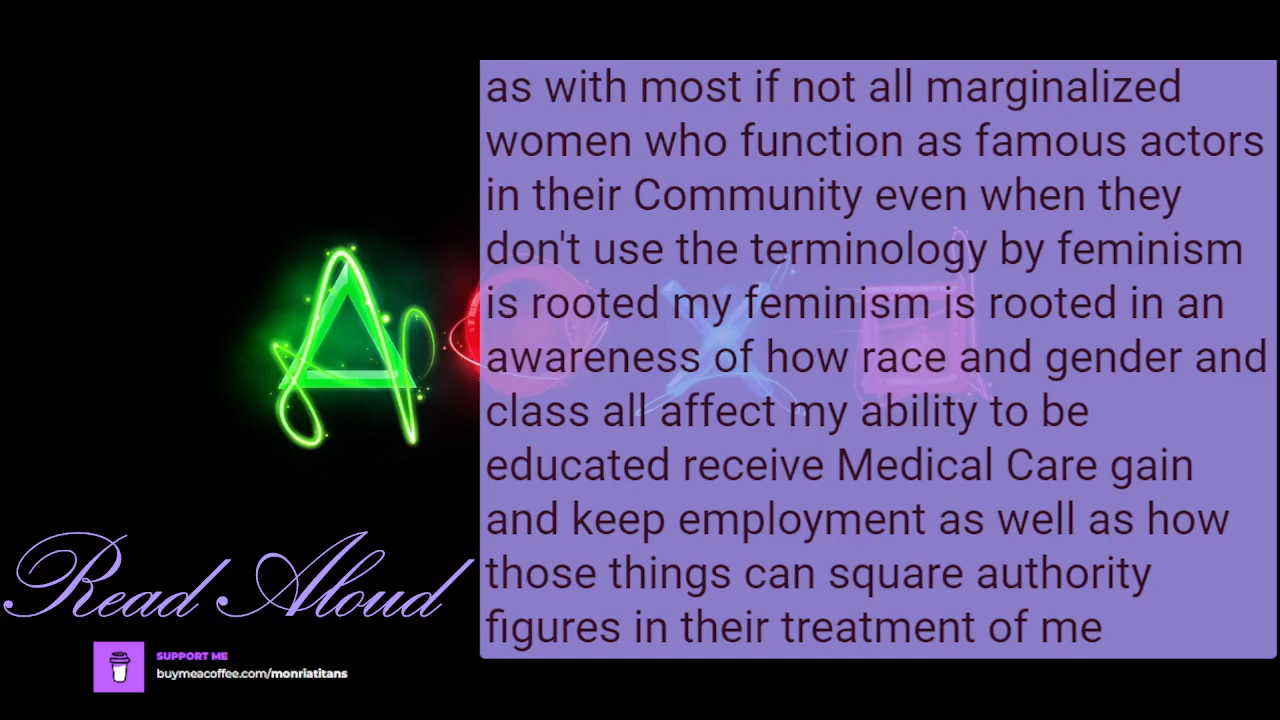 as with most if not all marginalized
women who function as famous actors
in their Community even when they
don't use the terminology by feminism
is rooted my feminism is rooted in an
awareness of how race and gender and
class all affect my ability to be
educated receive Medical Care gain
and keep employment as well as how
those things can square authority
figures in their treatment of me
Read Aloud
SUPPORT ME
buymeacoffee.com/monriatitans